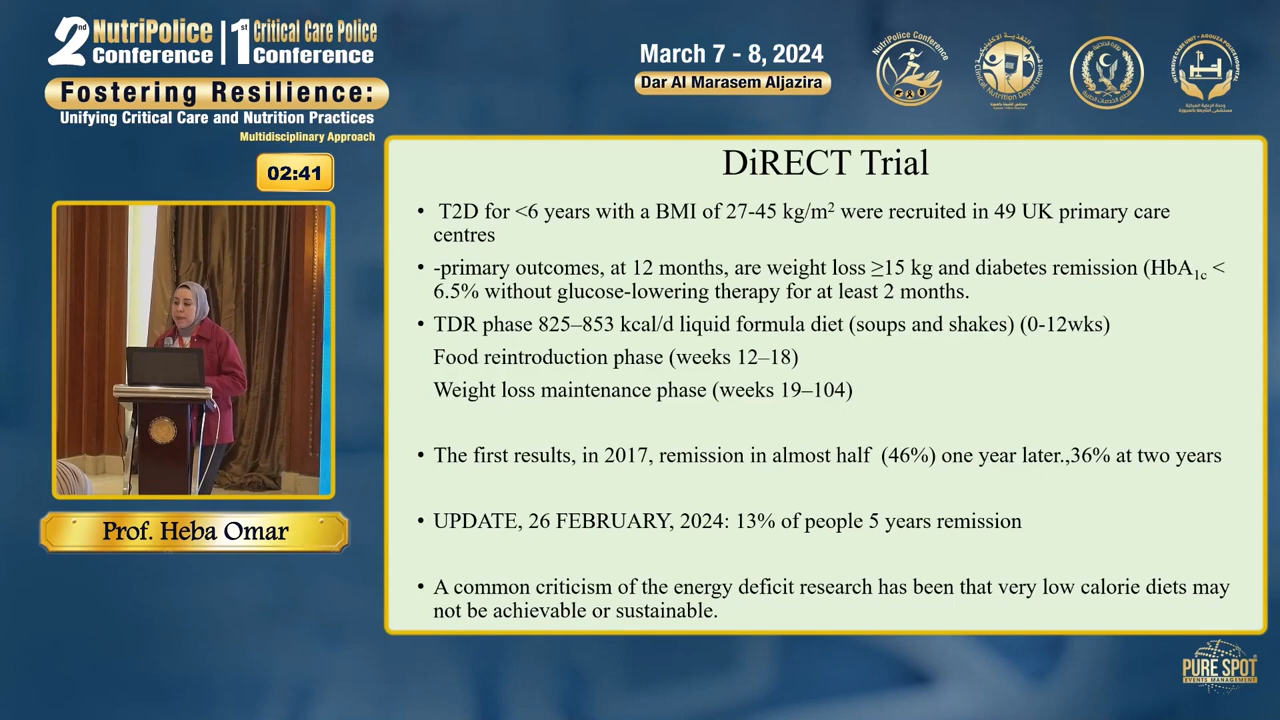 2nd NutriPolice Conference | 1st Critical Care Police Conference
Fostering Resilience:
Unifying Critical Care and Nutrition Practices
Multidisciplinary Approach
March 7 - 8, 2024
Dar Al Marasem Aljazira
NutriPolice Conference
02:41
Prof. Heba Omar
DiRECT Trial
• T2D for <6 years with a BMI of 27-45 kg/m² were recruited in 49 UK primary care
centres
• -primary outcomes, at 12 months, are weight loss ≥15 kg and diabetes remission (HbA1c <
6.5% without glucose-lowering therapy for at least 2 months.
• TDR phase 825–853 kcal/d liquid formula diet (soups and shakes) (0-12wks)
Food reintroduction phase (weeks 12–18)
Weight loss maintenance phase (weeks 19–104)
• The first results, in 2017, remission in almost half (46%) one year later.,36% at two years
• UPDATE, 26 FEBRUARY, 2024: 13% of people 5 years remission
• A common criticism of the energy deficit research has been that very low calorie diets may
not be achievable or sustainable.
PURE SPOT
EVENTS MANAGEMENT